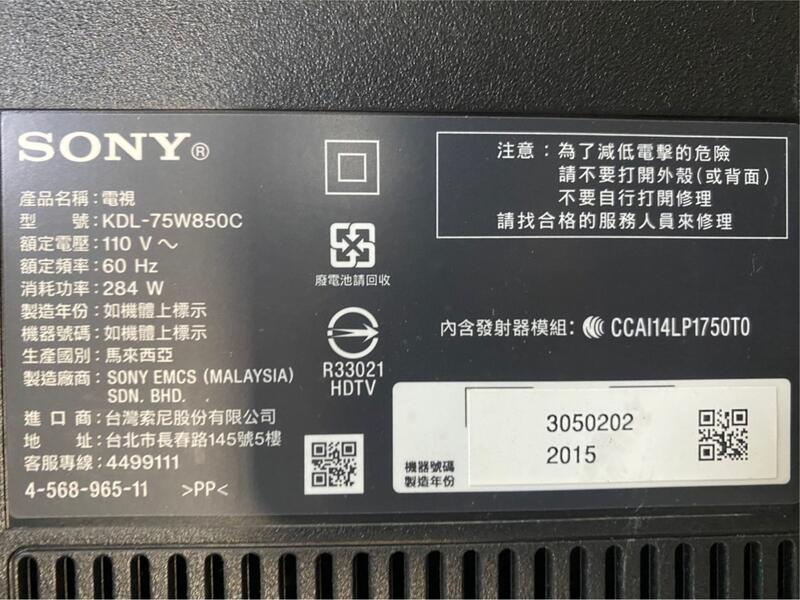 SONY®
產品名稱：電視
型　　號：KDL-75W850C
額定電壓：110 V ～
額定頻率：60 Hz
消耗功率：284 W
製造年份：如機體上標示
機器號碼：如機體上標示
生產國別：馬來西亞
製造廠商：SONY EMCS (MALAYSIA)
SDN. BHD.
進 口 商：台灣索尼股份有限公司
地　　址：台北市長春路145號5樓
客服專線：4499111
4-568-965-11 >PP<
廢電池請回收
R33021
HDTV
注意：為了減低電擊的危險
請不要打開外殼(或背面)
不要自行打開修理
請找合格的服務人員來修理
內含發射器模組： CCAI14LP1750T0
機器號碼 3050202
製造年份 2015